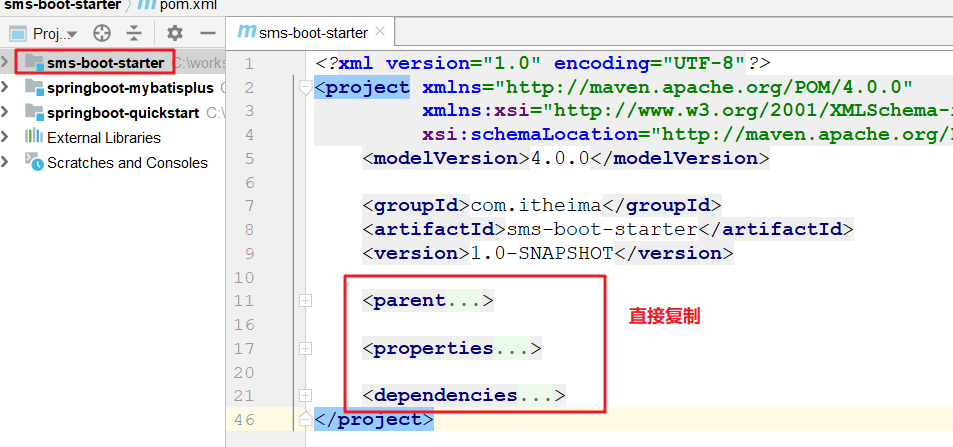 sms-boot-starter
pom.xml
Proj...
sms-boot-starter
sms-boot-starter C:\works
springboot-mybatisplus
springboot-quickstart C:\
External Libraries
Scratches and Consoles
1 <?xml version="1.0" encoding="UTF-8"?>
2 <project xmlns="http://maven.apache.org/POM/4.0.0"
3 xmlns:xsi="http://www.w3.org/2001/XMLSchema-
4 xsi:schemaLocation="http://maven.apache.org/
5 <modelVersion>4.0.0</modelVersion>
6
7 <groupId>com.itheima</groupId>
8 <artifactId>sms-boot-starter</artifactId>
9 <version>1.0-SNAPSHOT</version>
10
11 <parent...>
16
17 <properties...>
20
21 <dependencies...>
46 </project>
直接复制